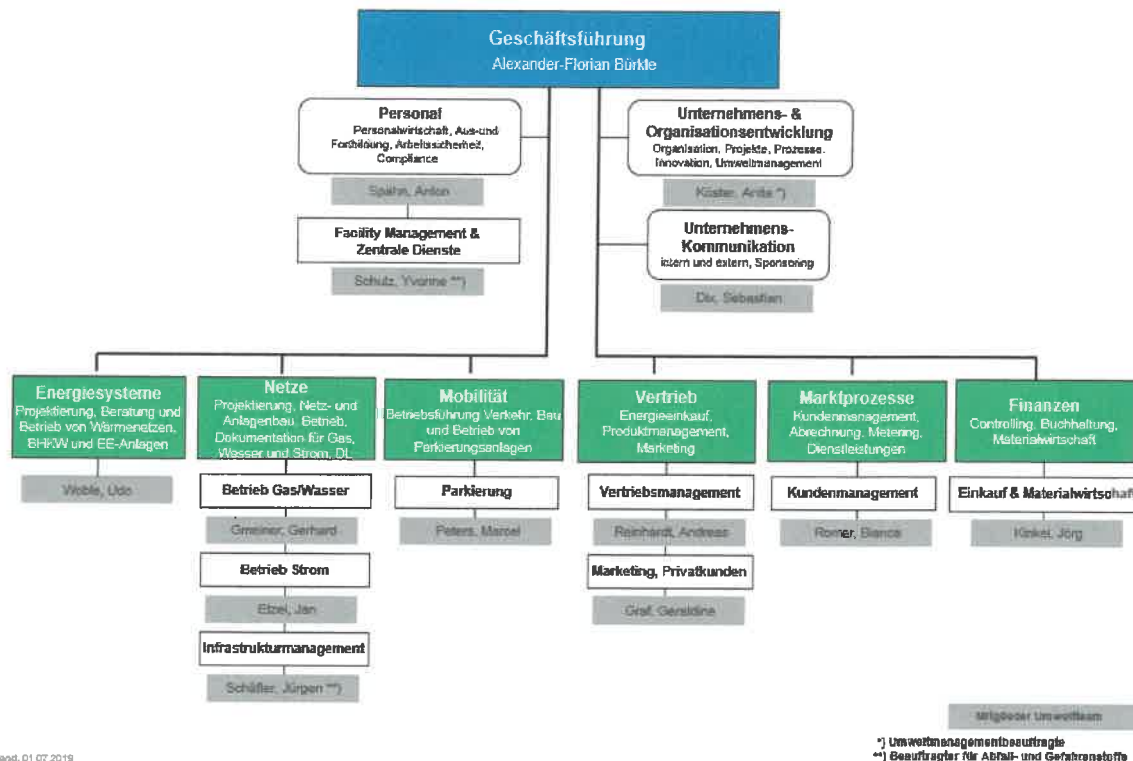 Geschäftsführung
Alexander-Florian Bürkle
Personal
Personalwirtschaft, Aus-und
Fortbildung, Arbeitssicherheit,
Compliance
Spahn, Anton
Facility Management &
Zentrale Dienste
Schulz, Yvonne **)
Unternehmens- &
Organisationsentwicklung
Organisation, Projekte, Prozesse,
Innovation, Umweltmanagement
Köster, Anita *)
Unternehmens-
Kommunikation
intern und extern, Sponsoring
Dix, Sebastian
Energiesysteme
Projektierung, Beratung und
Betrieb von Wärmenetzen,
BHKW und EE-Anlagen
Udo
Netze
Projektierung, Netz- und
Anlagenbau, Betrieb,
Dokumentation für Gas,
Wasser und Strom, DL
Betrieb Gas/Wasser
Gmeiner, Gerhard
Betrieb Strom
Etzel, Jan
Infrastrukturmanagement
Schäfer, Jürgen **)
Mobilität
Betriebsführung Verkehr, Bau
und Betrieb von
Parkierungsanlagen
Parkierung
Peters, Marcel
Vertrieb
Energieeinkauf,
Produktmanagement,
Marketing
Vertriebsmanagement
Reinhardt, Andreas
Marketing, Privatkunden
Graf, Geraldine
Marktprozesse
Kundenmanagement,
Abrechnung, Metering,
Dienstleistungen
Kundenmanagement
Romer, Bianca
Finanzen
Controlling, Buchhaltung,
Materialwirtschaft
Einkauf & Materialwirtschaft
Kinkel, Jörg
Mitglieder Umweltteam
*) Umweltmanagementbeauftragte
**) Beauftragter für Abfall- und Gefahrenstoffe
and, 01.07.2019